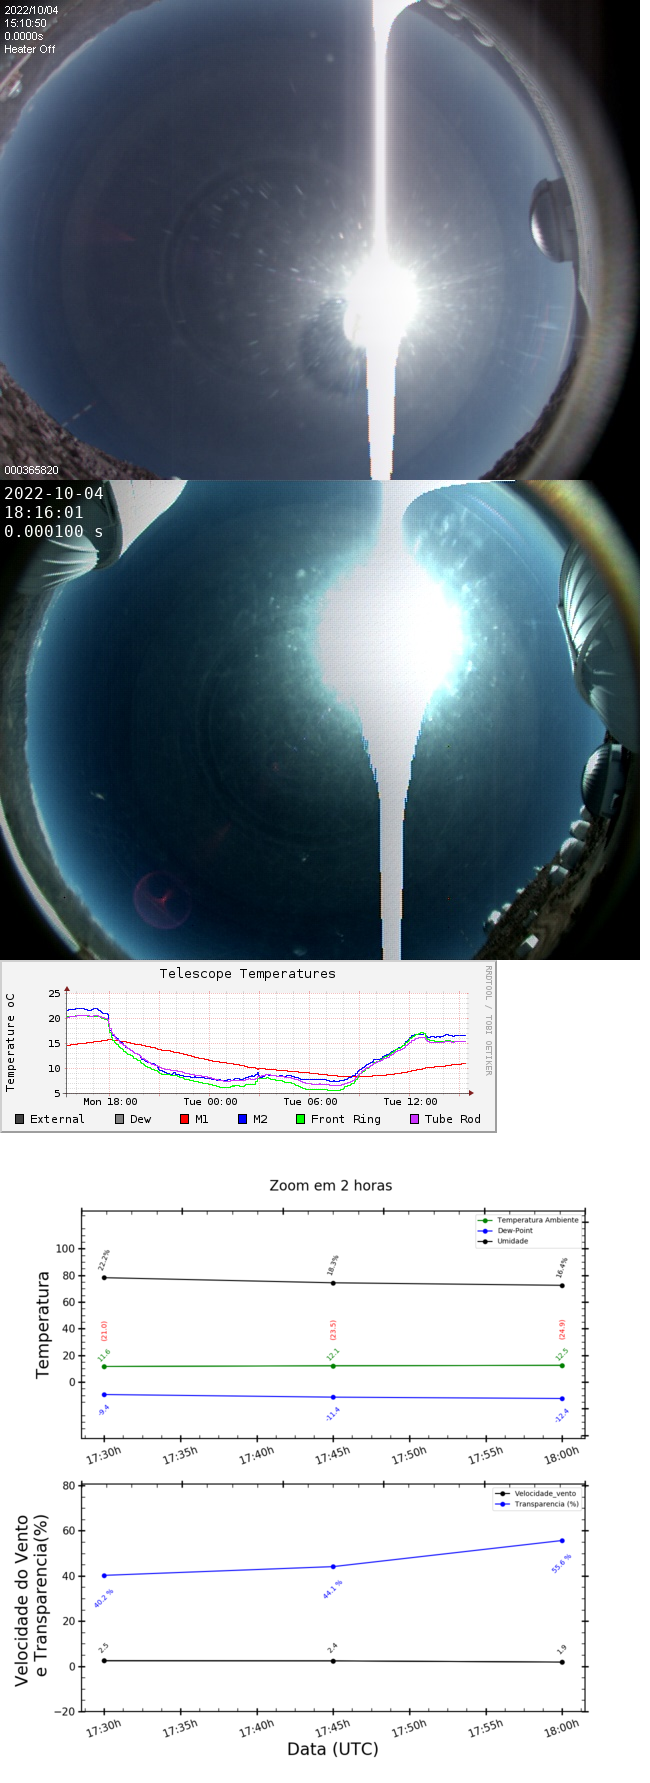 2022/10/04
15:10:50
0.0000s
Heater Off
000365820
2022-10-04
18:16:01
0.000100 s
Telescope Temperatures
RRDTOOL / TOBI OETIKER
Temperature oC
25
20
15
10
5
Mon 18:00 Tue 00:00 Tue 06:00 Tue 12:00
External Dew M1 M2 Front Ring Tube Rod
Zoom em 2 horas
Temperatura Ambiente
Dew-Point
Umidade
Temperatura
100
80
60
40
20
0
22.2% 18.3% 16.4%
(21.0) (23.5) (24.9)
11.6 12.1 12.5
-9.4 -11.4 -12.4
17:30h 17:35h 17:40h 17:45h 17:50h 17:55h 18:00h
Velocidade_vento
Transparencia (%)
Velocidade do Vento
e Transparencia(%)
80
60
40
20
0
−20
40.2 % 44.1 % 55.6 %
2.5 2.4 1.9
17:30h 17:35h 17:40h 17:45h 17:50h 17:55h 18:00h
Data (UTC)